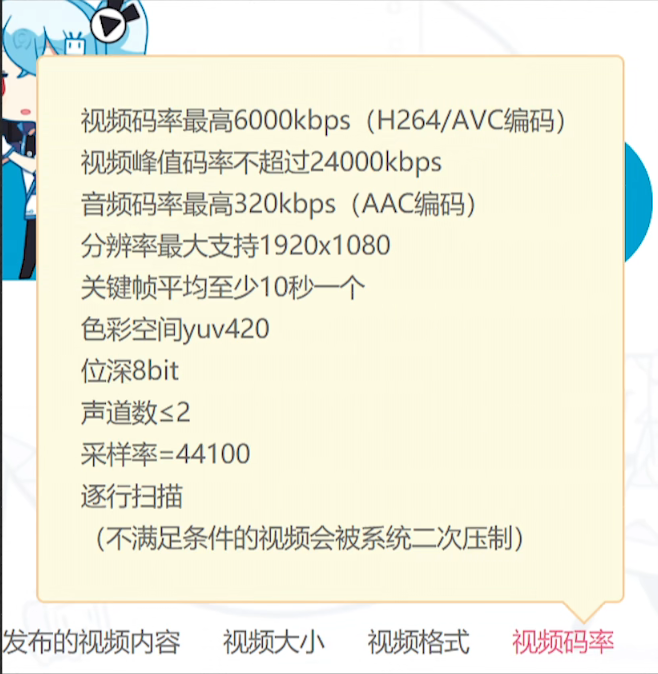 视频码率最高6000kbps（H264/AVC编码）
视频峰值码率不超过24000kbps
音频码率最高320kbps（AAC编码）
分辨率最大支持1920x1080
关键帧平均至少10秒一个
色彩空间yuv420
位深8bit
声道数≤2
采样率=44100
逐行扫描
（不满足条件的视频会被系统二次压制）
发布的视频内容 视频大小 视频格式 视频码率